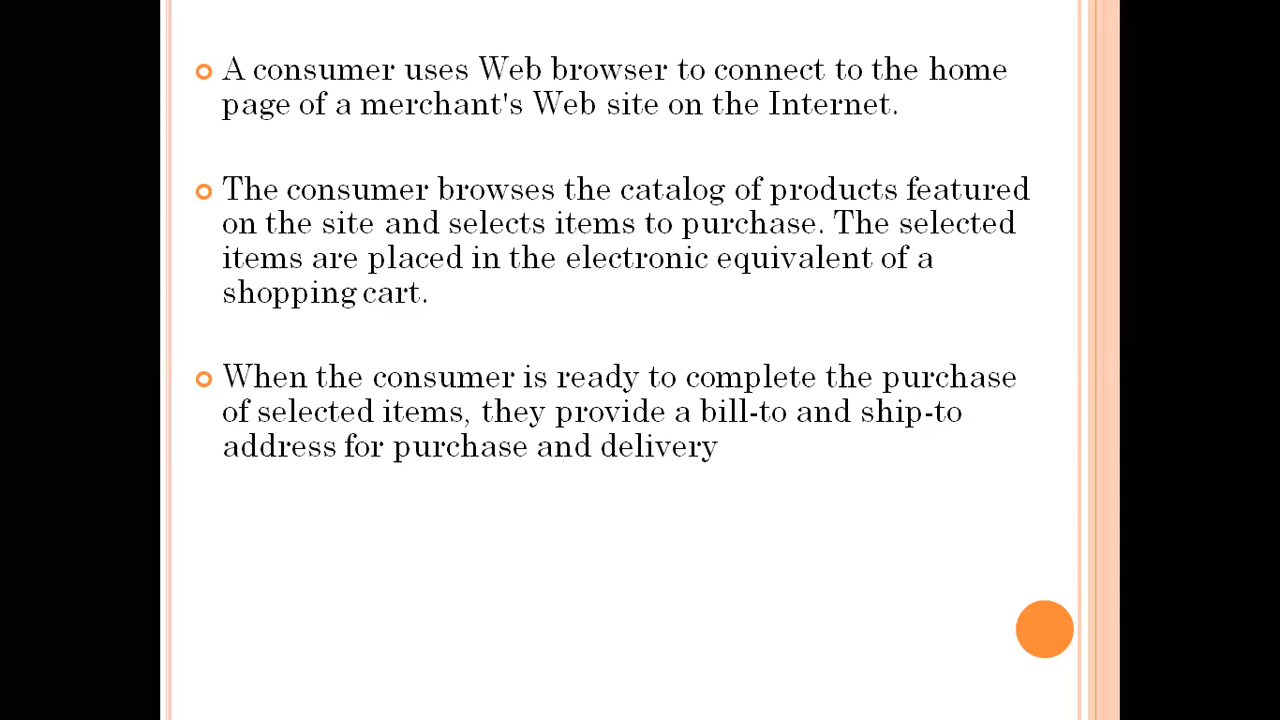 A consumer uses Web browser to connect to the home
page of a merchant's Web site on the Internet.
The consumer browses the catalog of products featured
on the site and selects items to purchase. The selected
items are placed in the electronic equivalent of a
shopping cart.
When the consumer is ready to complete the purchase
of selected items, they provide a bill-to and ship-to
address for purchase and delivery